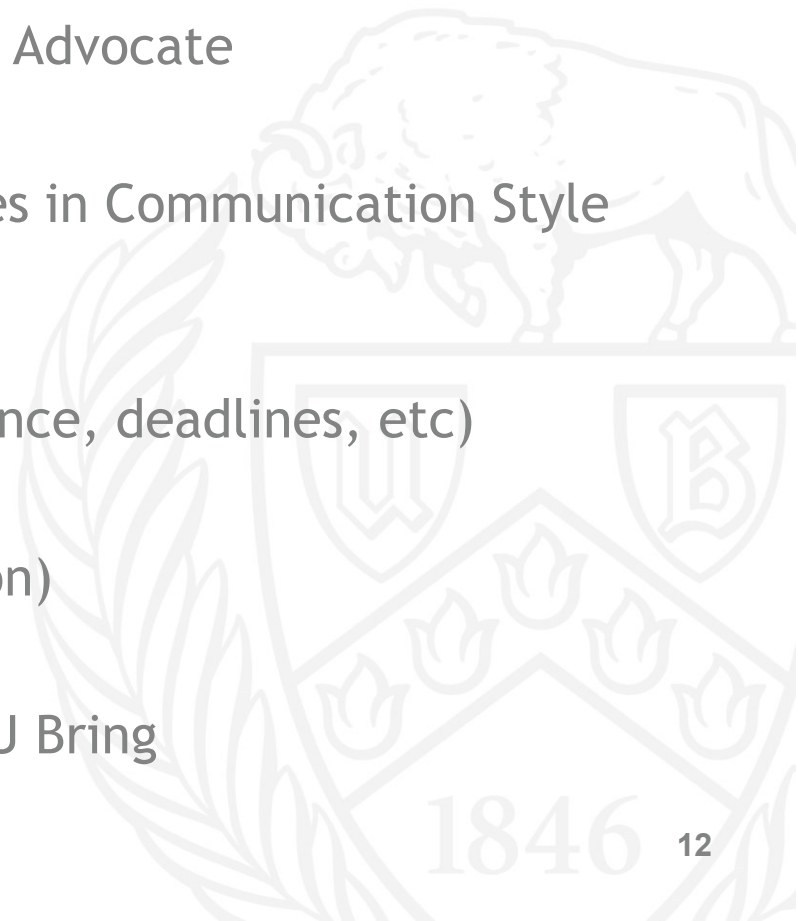 Advocate
es in Communication Style
nce, deadlines, etc)
on)
U Bring
U B
1846
12